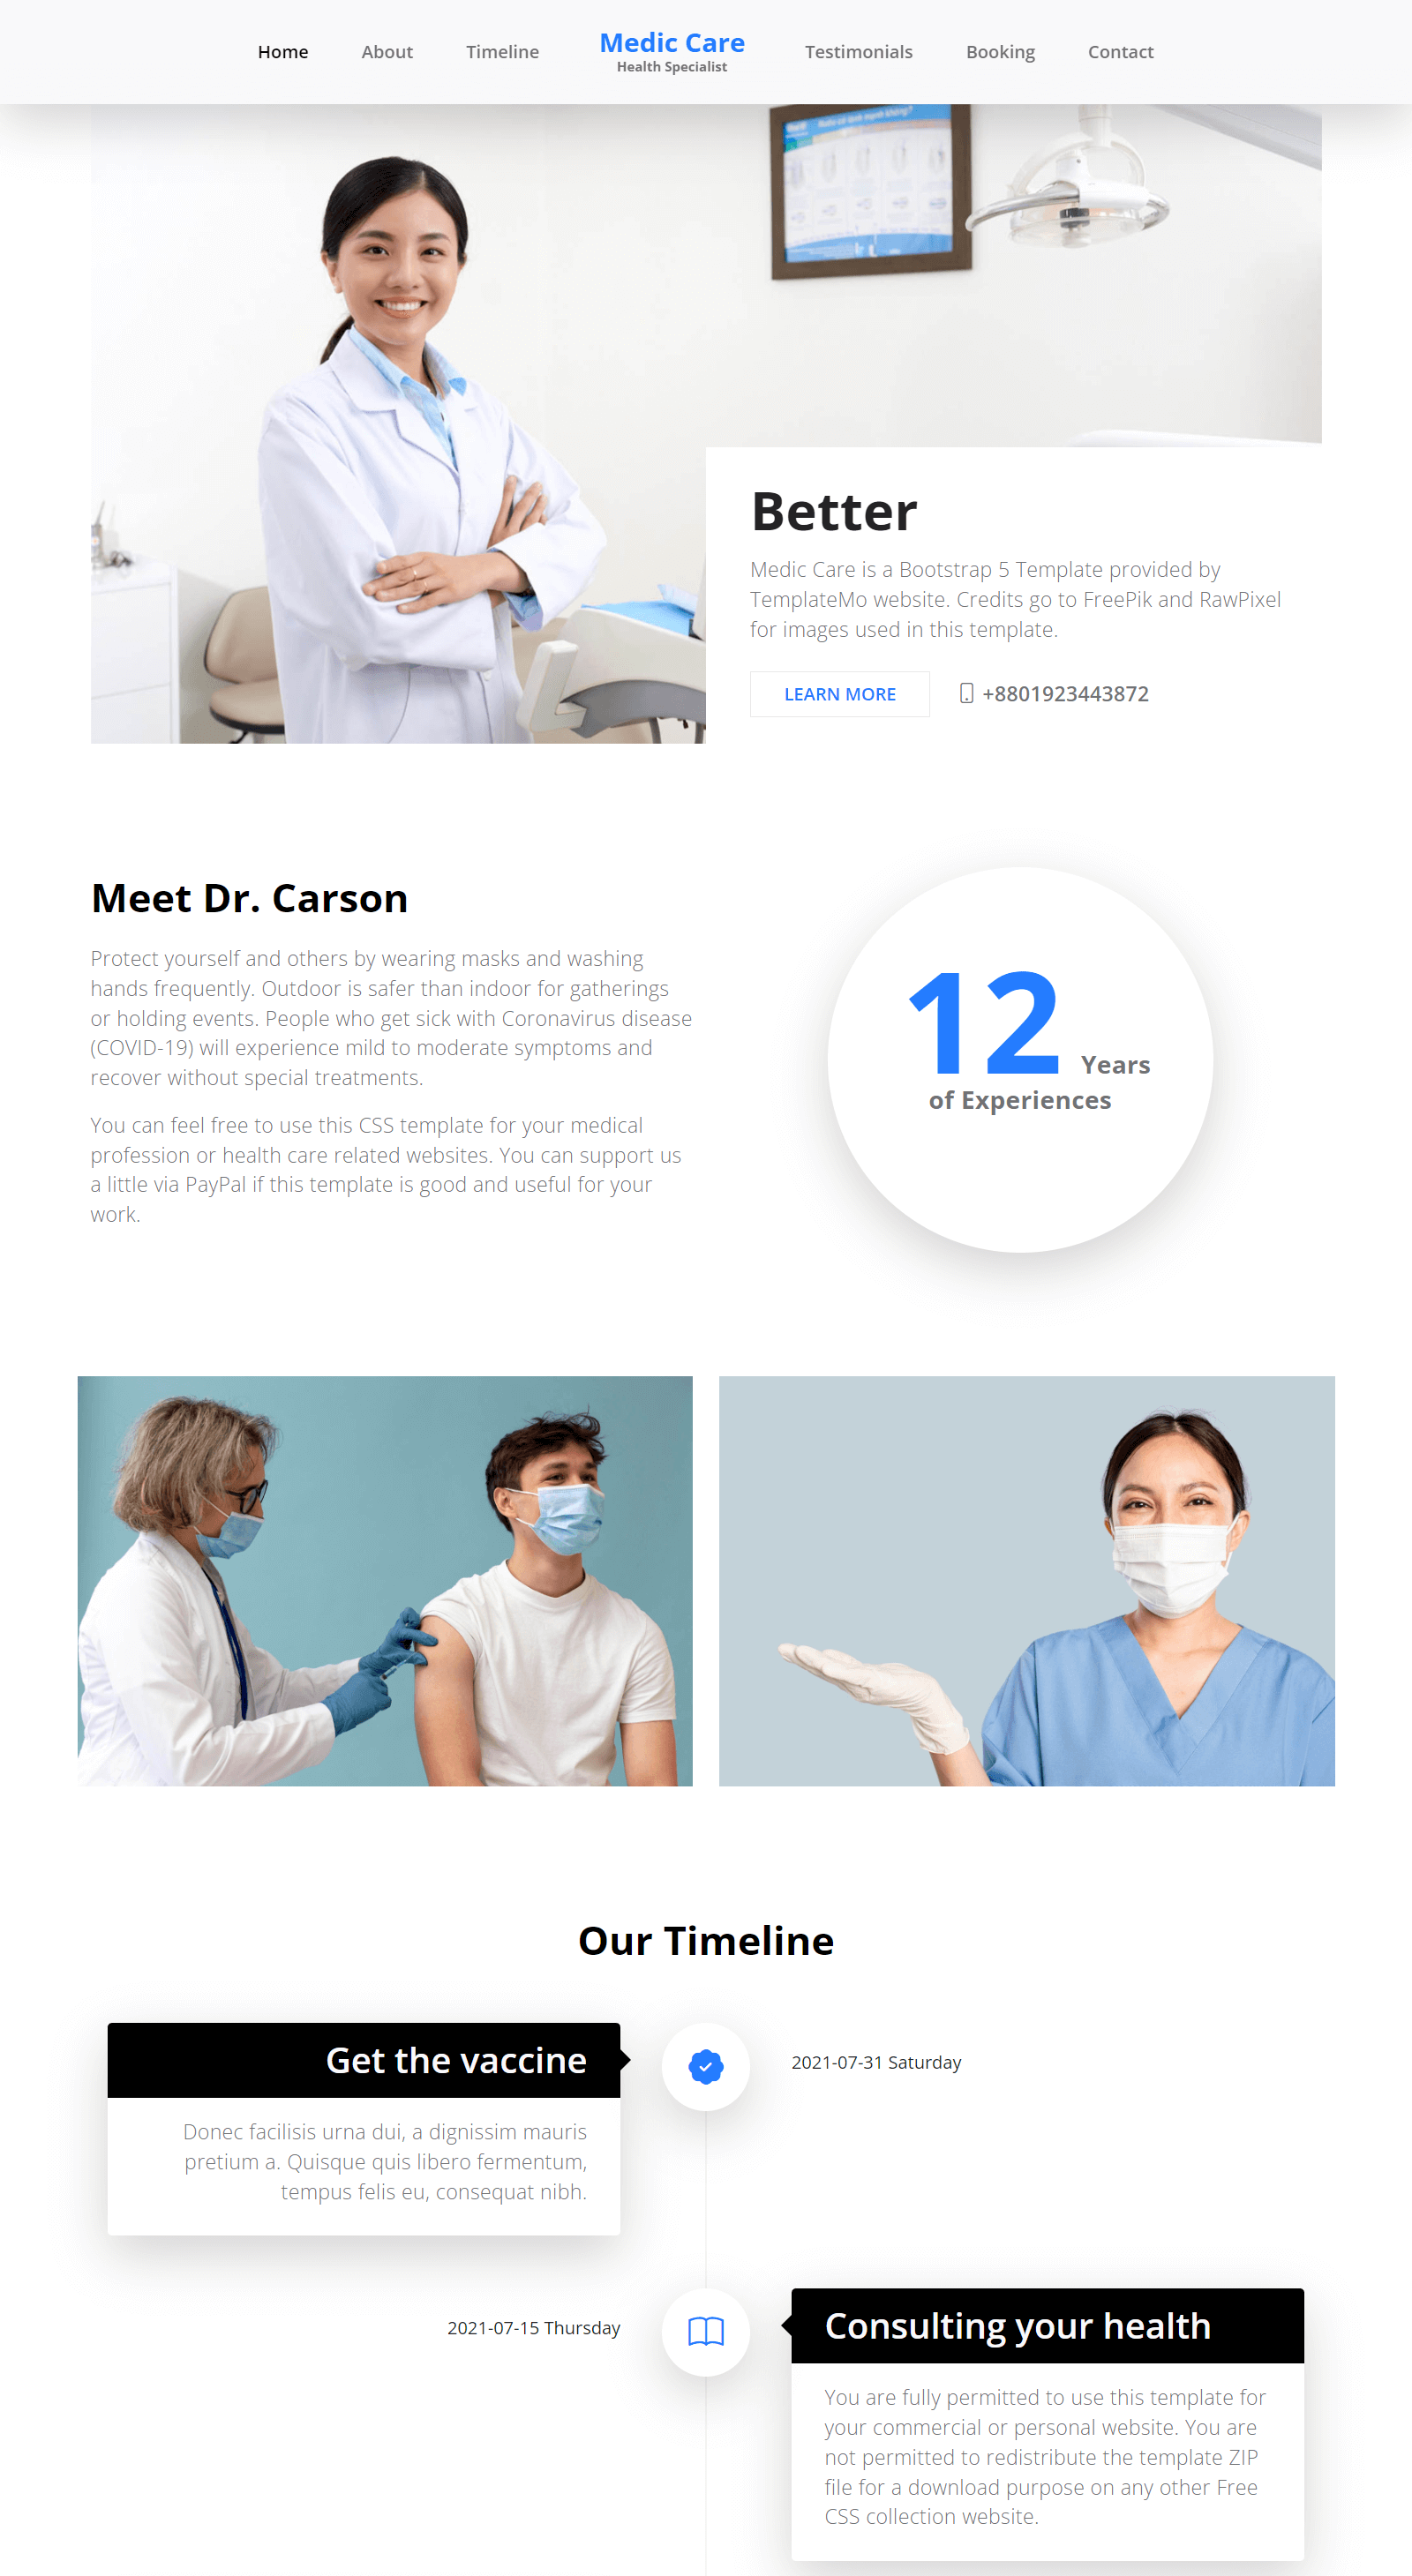 Home
About
Timeline
Medic Care
Health Specialist
Testimonials
Booking
Contact
Better
Medic Care is a Bootstrap 5 Template provided by
TemplateMo website. Credits go to FreePik and RawPixel
for images used in this template.
LEARN MORE
+8801923443872
Meet Dr. Carson
Protect yourself and others by wearing masks and washing
hands frequently. Outdoor is safer than indoor for gatherings
or holding events. People who get sick with Coronavirus disease
(COVID-19) will experience mild to moderate symptoms and
recover without special treatments.
You can feel free to use this CSS template for your medical
profession or health care related websites. You can support us
a little via PayPal if this template is good and useful for your
work.
12 Years
of Experiences
Our Timeline
Get the vaccine
2021-07-31 Saturday
Donec facilisis urna dui, a dignissim mauris
pretium a. Quisque quis libero fermentum,
tempus felis eu, consequat nibh.
2021-07-15 Thursday
Consulting your health
You are fully permitted to use this template for
your commercial or personal website. You are
not permitted to redistribute the template ZIP
file for a download purpose on any other Free
CSS collection website.